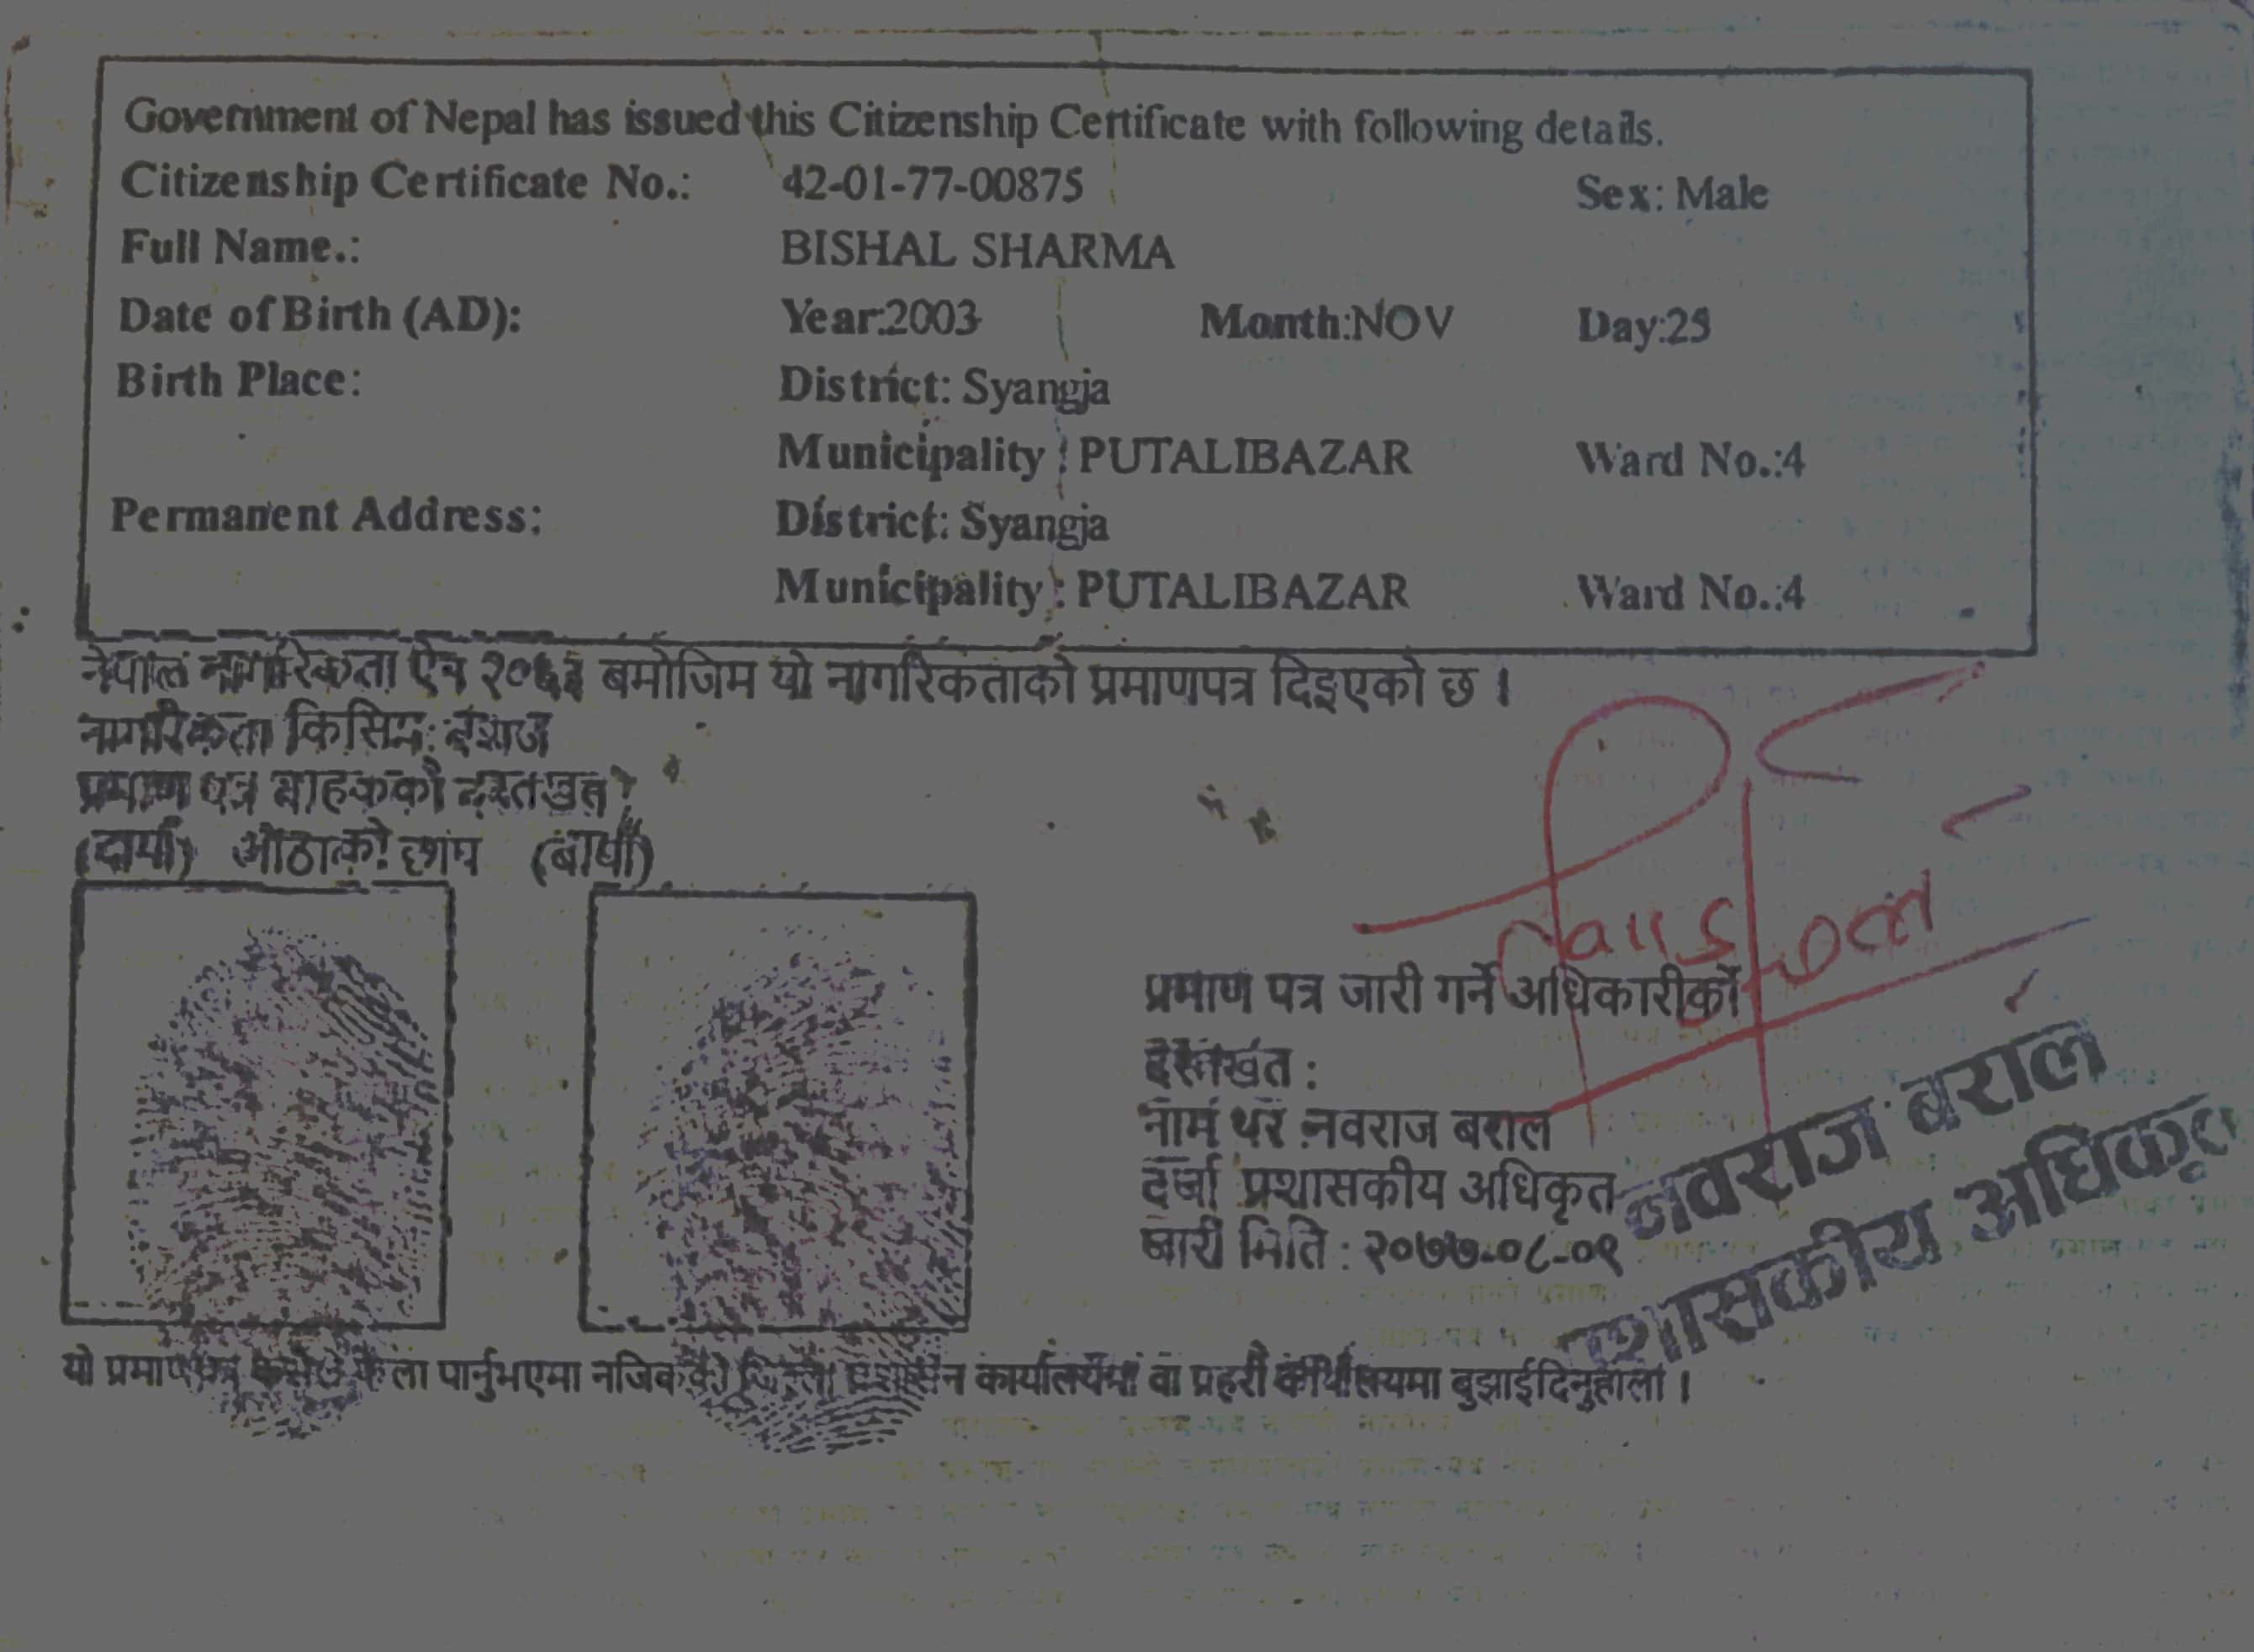 Government of Nepal has issued this Citizenship Certificate with following details.
Citizenship Certificate No.: 42-01-77-00875 Sex: Male
Full Name.: BISHAL SHARMA
Date of Birth (AD): Year:2003 Month:NOV Day:25
Birth Place: District: Syangja
Municipality : PUTALIBAZAR Ward No.:4
Permanent Address: District: Syangja
Municipality : PUTALIBAZAR Ward No.:4
नेपाल नागरिकता ऐन २०६३ बमोजिम यो नागरिकताको प्रमाणपत्र दिइएको छ ।
नागरिकता किसिम: वंशज
प्रमाण पत्र वाहकको दस्तखत:
(दायाँ) औंठाको छाप (बायाँ)
प्रमाण पत्र जारी गर्ने अधिकारीको
दस्तखत :
नाम थर :नवराज बराल
दर्जा प्रशासकीय अधिकृत
जारी मिति : २०७७-०८-०९
नवराज बराल
प्रशासकीय अधिकृत
यो प्रमाण पत्र कसैले फेला पार्नुभएमा नजिकको जिल्ला प्रशासन कार्यालयमा वा प्रहरी कार्यालयमा बुझाईदिनुहोला ।